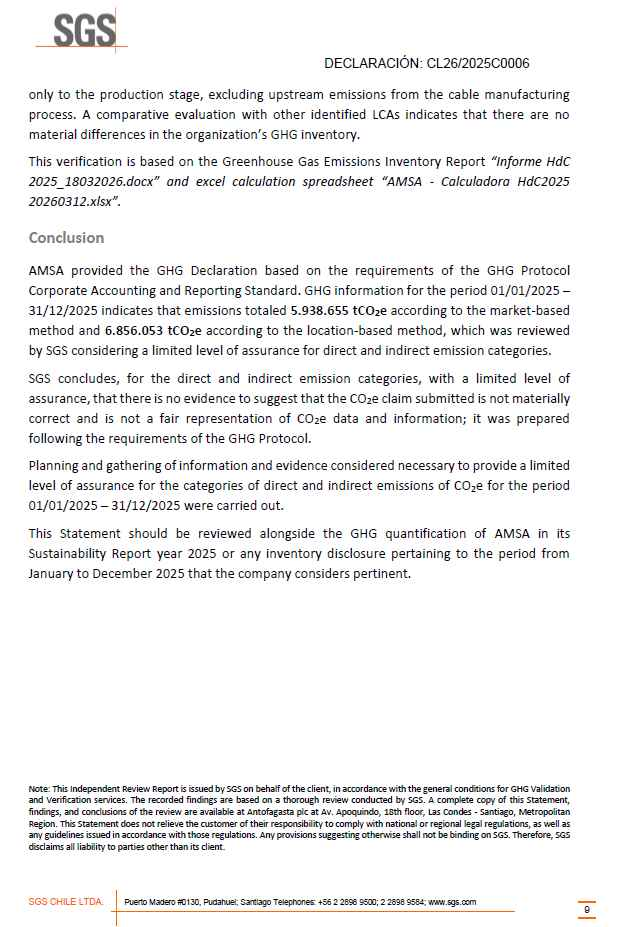 SGS
DECLARACIÓN: CL26/2025C0006
only to the production stage, excluding upstream emissions from the cable manufacturing
process. A comparative evaluation with other identified LCAs indicates that there are no
material differences in the organization's GHG inventory.
This verification is based on the Greenhouse Gas Emissions Inventory Report “Informe HdC
2025_18032026.docx” and excel calculation spreadsheet “AMSA - Calculadora HdC2025
20260312.xlsx”.
Conclusion
AMSA provided the GHG Declaration based on the requirements of the GHG Protocol
Corporate Accounting and Reporting Standard. GHG information for the period 01/01/2025 –
31/12/2025 indicates that emissions totaled 5.938.655 tCO₂e according to the market-based
method and 6.856.053 tCO₂e according to the location-based method, which was reviewed
by SGS considering a limited level of assurance for direct and indirect emission categories.
SGS concludes, for the direct and indirect emission categories, with a limited level of
assurance, that there is no evidence to suggest that the CO₂e claim submitted is not materially
correct and is not a fair representation of CO₂e data and information; it was prepared
following the requirements of the GHG Protocol.
Planning and gathering of information and evidence considered necessary to provide a limited
level of assurance for the categories of direct and indirect emissions of CO₂e for the period
01/01/2025 – 31/12/2025 were carried out.
This Statement should be reviewed alongside the GHG quantification of AMSA in its
Sustainability Report year 2025 or any inventory disclosure pertaining to the period from
January to December 2025 that the company considers pertinent.
Note: This Independent Review Report is issued by SGS on behalf of the client, in accordance with the general conditions for GHG Validation
and Verification services. The recorded findings are based on a thorough review conducted by SGS. A complete copy of this Statement,
findings, and conclusions of the review are available at Antofagasta plc at Av. Apoquindo, 18th floor, Las Condes - Santiago, Metropolitan
Region. This Statement does not relieve the customer of their responsibility to comply with national or regional legal regulations, as well as
any guidelines issued in accordance with those regulations. Any provisions suggesting otherwise shall not be binding on SGS. Therefore, SGS
disclaims all liability to parties other than its client.
SGS CHILE LTDA. Puerto Madero #0130, Pudahuel; Santiago Telephones: +56 2 2898 9500; 2 2898 9584; www.sgs.com
9